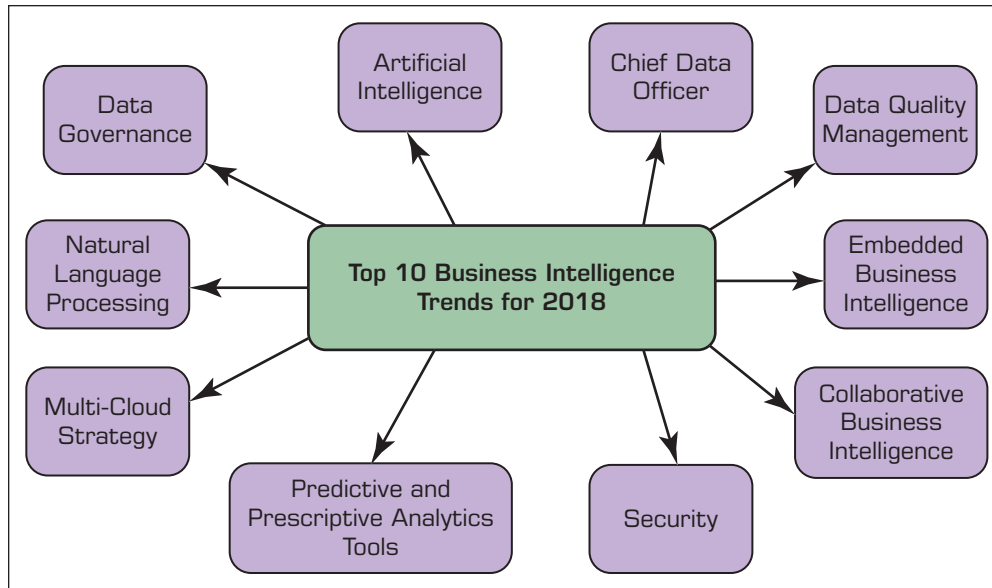 Artificial
Intelligence
Chief Data
Officer
Data
Governance
Data Quality
Management
Natural
Language
Processing
Top 10 Business Intelligence
Trends for 2018
Embedded
Business
Intelligence
Multi-Cloud
Strategy
Collaborative
Business
Intelligence
Predictive and
Prescriptive Analytics
Tools
Security